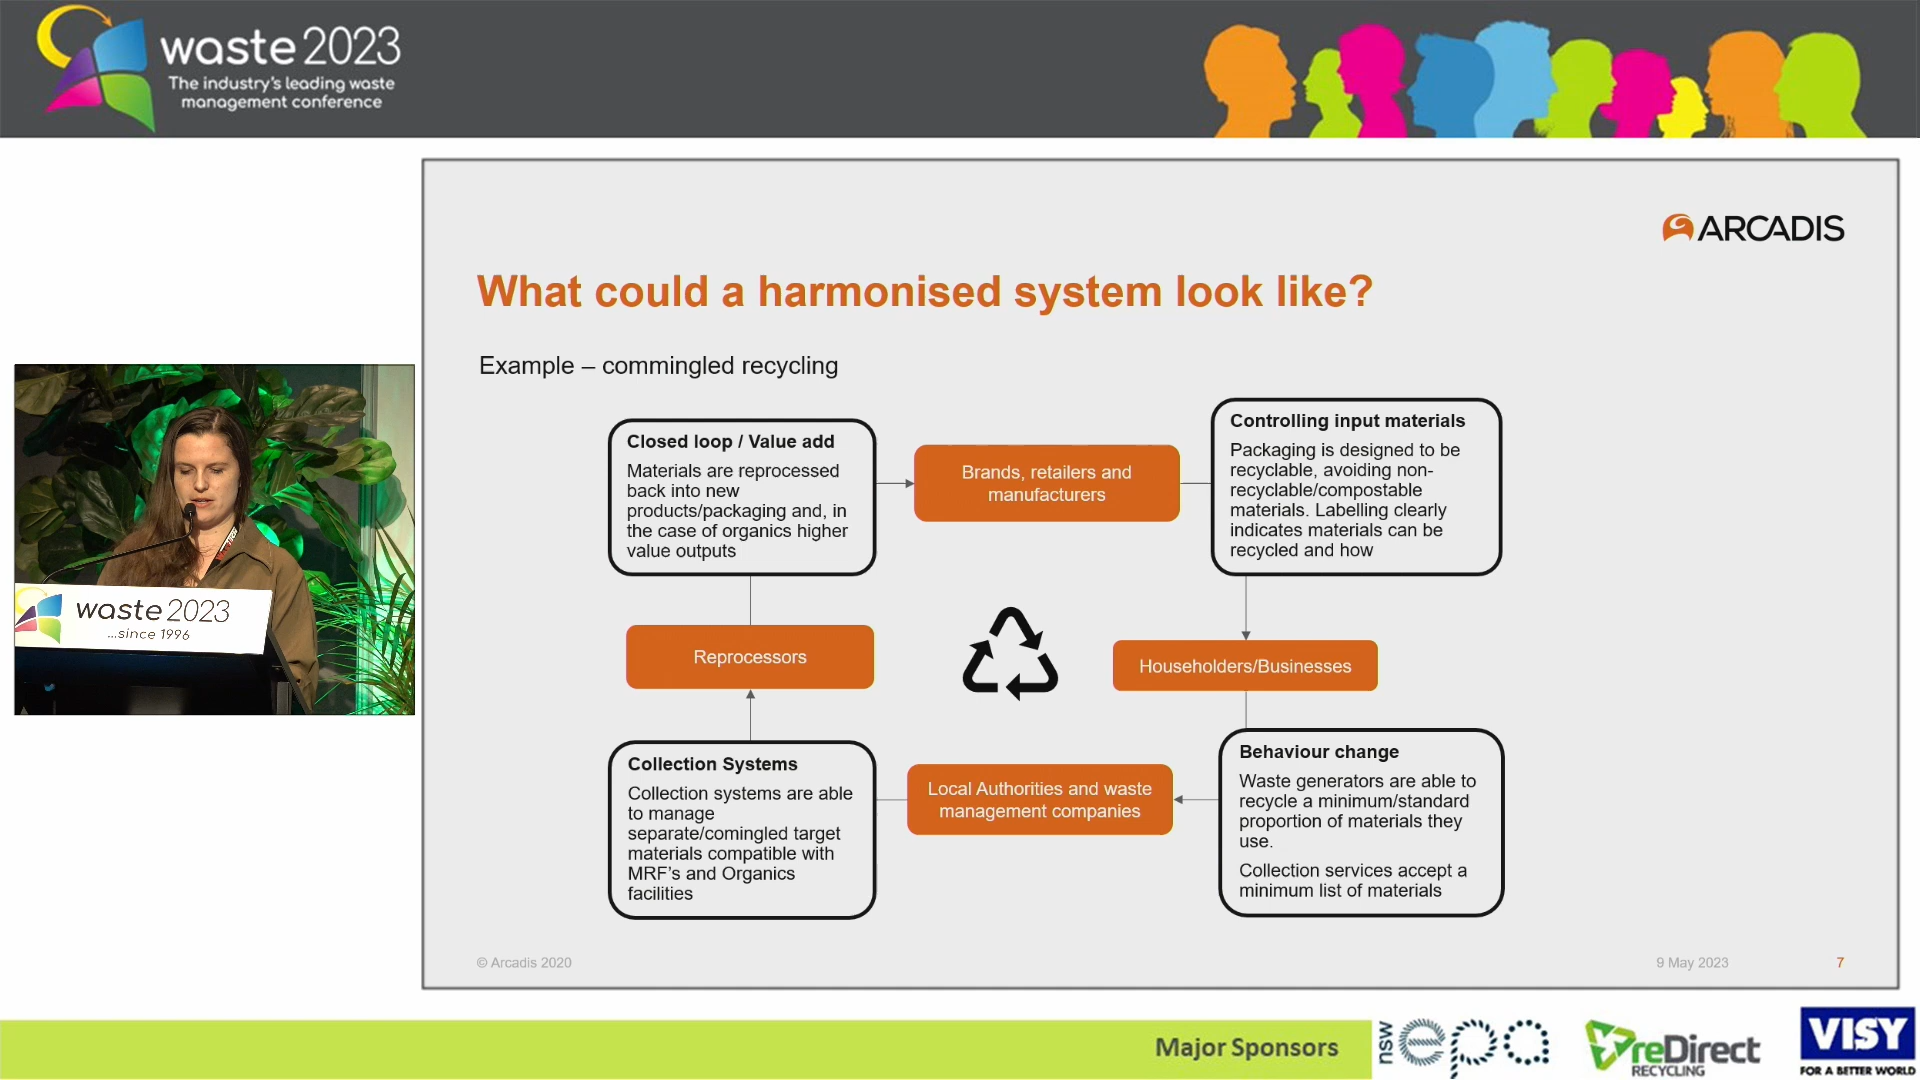 waste 2023
The industry's leading waste
management conference
ARCADIS
What could a harmonised system look like?
Example – commingled recycling
Closed loop / Value add
Materials are reprocessed
back into new
products/packaging and, in
the case of organics higher
value outputs
Brands, retailers and
manufacturers
Controlling input materials
Packaging is designed to be
recyclable, avoiding non-
recyclable/compostable
materials. Labelling clearly
indicates materials can be
recycled and how
Reprocessors
Householders/Businesses
Collection Systems
Collection systems are able
to manage
separate/comingled target
materials compatible with
MRF's and Organics
facilities
Local Authorities and waste
management companies
Behaviour change
Waste generators are able to
recycle a minimum/standard
proportion of materials they
use.
Collection services accept a
minimum list of materials
© Arcadis 2020
9 May 2023
7
waste 2023
...since 1996
Major Sponsors
nsw
epa
reDirect
RECYCLING
VISY
FOR A BETTER WORLD